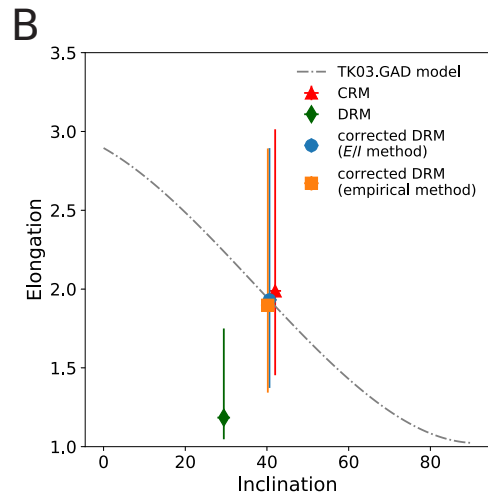 B
3.5
3.0
2.5
2.0
1.5
1.0
Elongation
TK03.GAD model
CRM
DRM
corrected DRM
(E/I method)
corrected DRM
(empirical method)
0 20 40 60 80
Inclination